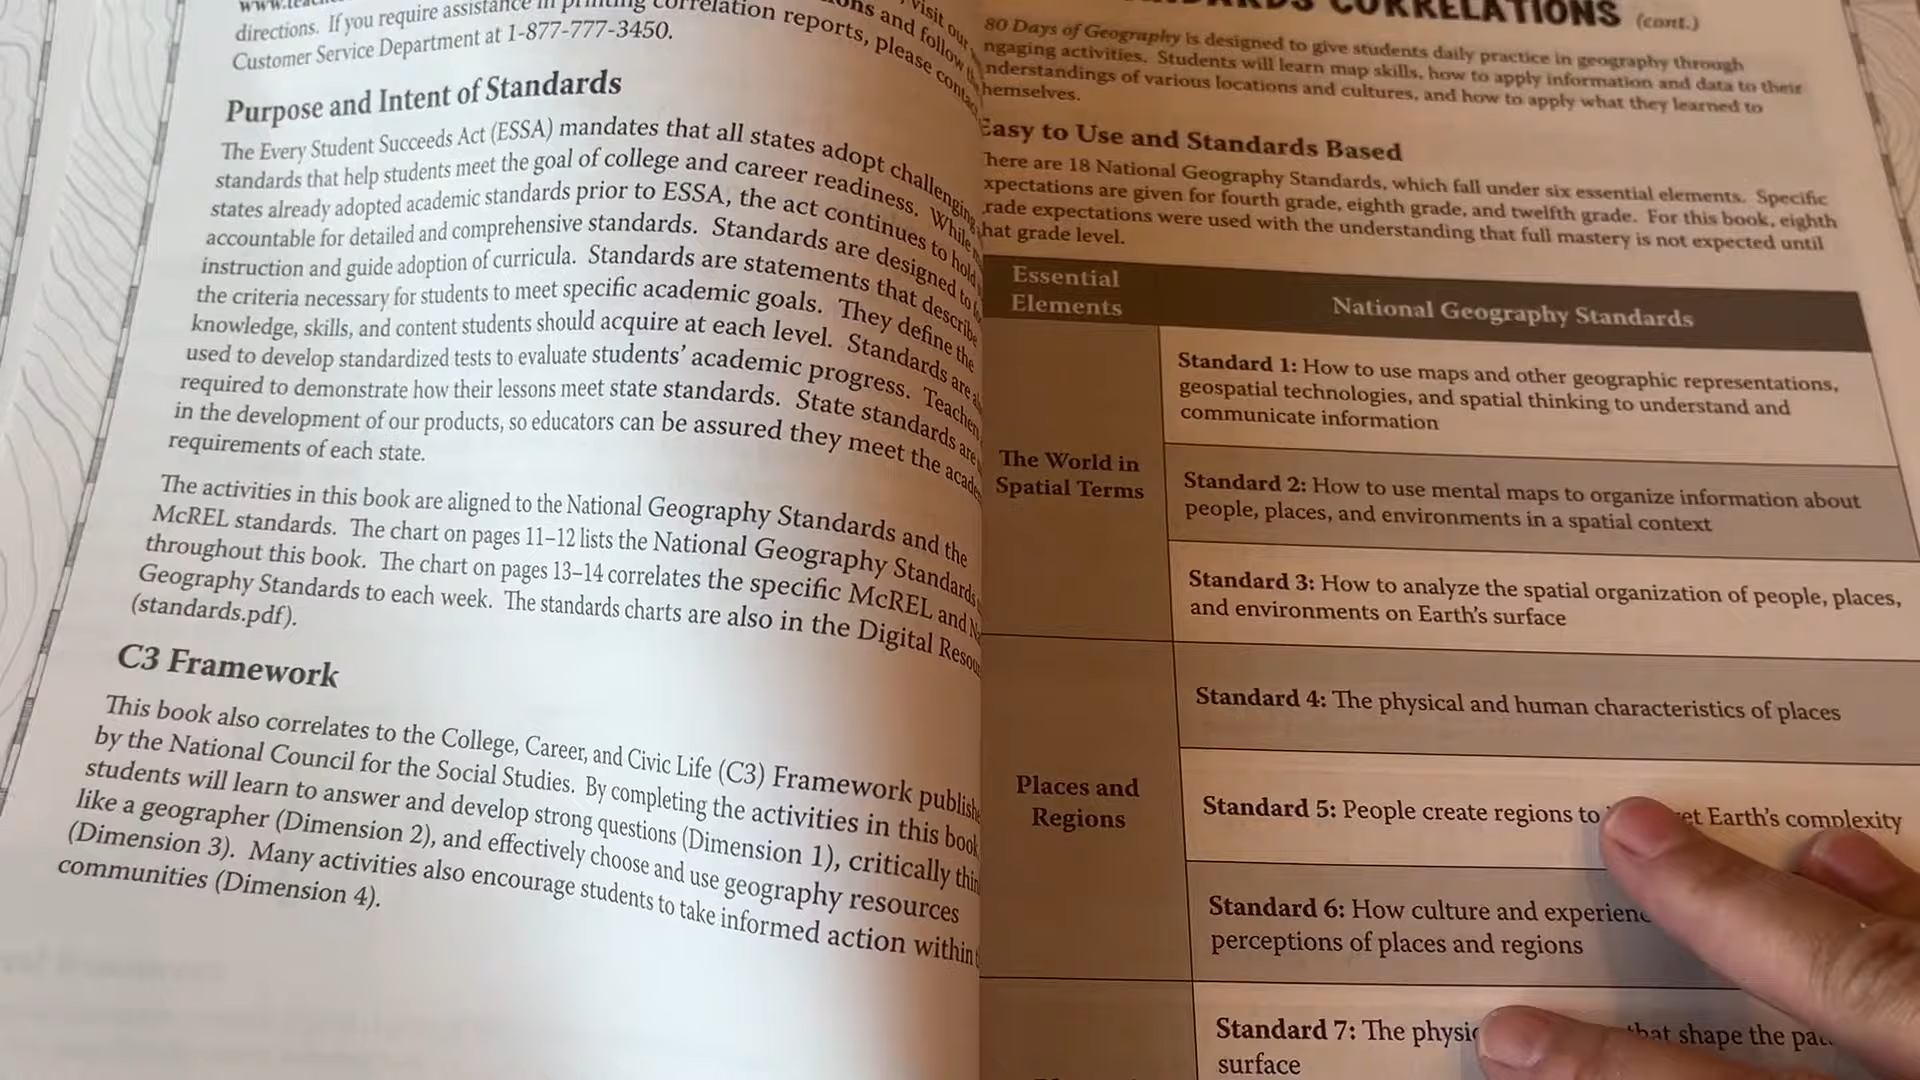 directions. If you require assistance in printing correlation reports, please contact
Customer Service Department at 1-877-777-3450.
Purpose and Intent of Standards
The Every Student Succeeds Act (ESSA) mandates that all states adopt challenging
standards that help students meet the goal of college and career readiness. While
states already adopted academic standards prior to ESSA, the act continues to hold
accountable for detailed and comprehensive standards. Standards are designed to
instruction and guide adoption of curricula. Standards are statements that describe
the criteria necessary for students to meet specific academic goals. They define the
knowledge, skills, and content students should acquire at each level. Standards are
used to develop standardized tests to evaluate students' academic progress. Teachers
required to demonstrate how their lessons meet state standards. State standards are
in the development of our products, so educators can be assured they meet the
requirements of each state.
The activities in this book are aligned to the National Geography Standards and the
McREL standards. The chart on pages 11–12 lists the National Geography Standards
throughout this book. The chart on pages 13–14 correlates the specific McREL and
Geography Standards to each week. The standards charts are also in the Digital
(standards.pdf).
C3 Framework
This book also correlates to the College, Career, and Civic Life (C3) Framework
by the National Council for the Social Studies. By completing the activities in this book
students will learn to answer and develop strong questions (Dimension 1), critically
like a geographer (Dimension 2), and effectively choose and use geography resources
(Dimension 3). Many activities also encourage students to take informed action within
communities (Dimension 4).
CORRELATIONS (cont.)
80 Days of Geography is designed to give students daily practice in geography through
ngaging activities. Students will learn map skills, how to apply information and data to their
nderstandings of various locations and cultures, and how to apply what they learned to
hemselves.
Easy to Use and Standards Based
here are 18 National Geography Standards, which fall under six essential elements. Specific
xpectations are given for fourth grade, eighth grade, and twelfth grade. For this book, eighth
rade expectations were used with the understanding that full mastery is not expected until
hat grade level.
Essential
Elements
National Geography Standards
The World in
Spatial Terms
Standard 1: How to use maps and other geographic representations,
geospatial technologies, and spatial thinking to understand and
communicate information
Standard 2: How to use mental maps to organize information about
people, places, and environments in a spatial context
Standard 3: How to analyze the spatial organization of people, places,
and environments on Earth's surface
Places and
Regions
Standard 4: The physical and human characteristics of places
Standard 5: People create regions to et Earth's complexity
Standard 6: How culture and
perceptions of places and regions
Standard 7: The that shape the
surface